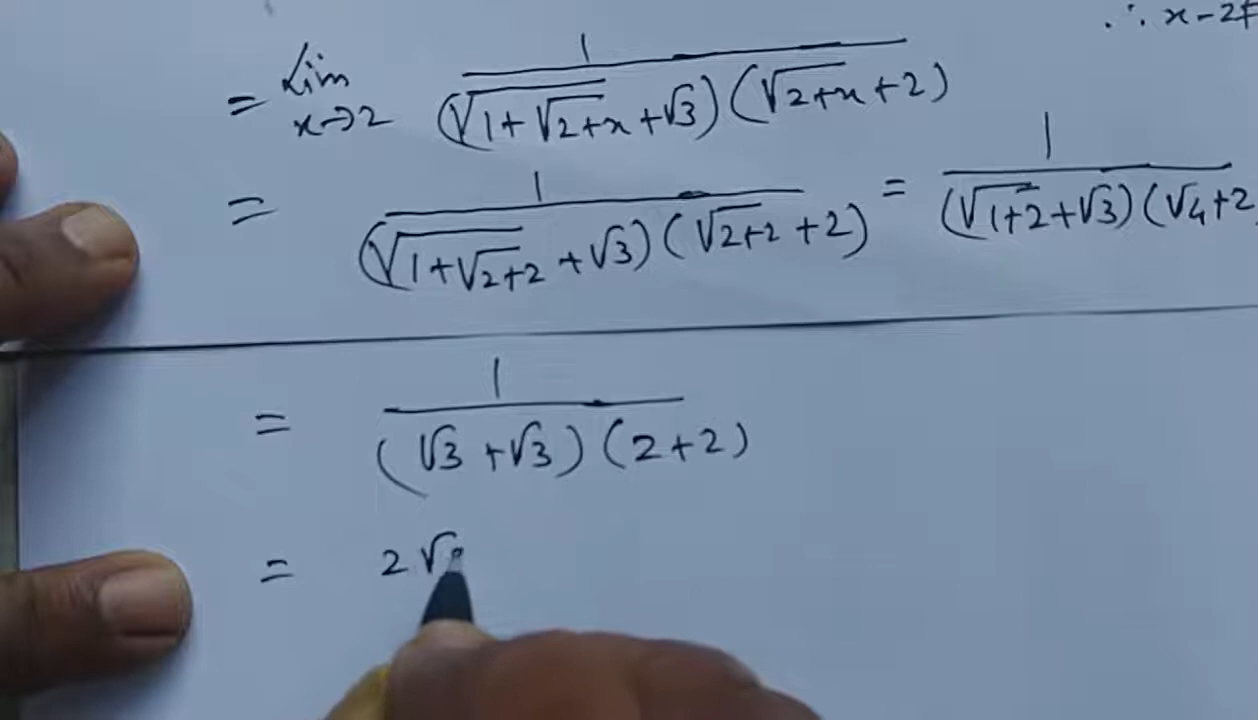 ∴ x-2≠
= Lim x→2 1/(√(1+√(2+x))+√3)(√(2+x)+2)
= 1/(√(1+√(2+2))+√3)(√(2+2)+2) = 1/(√(1+2)+√3)(√4+2
= 1/(√3+√3)(2+2)
= 2√